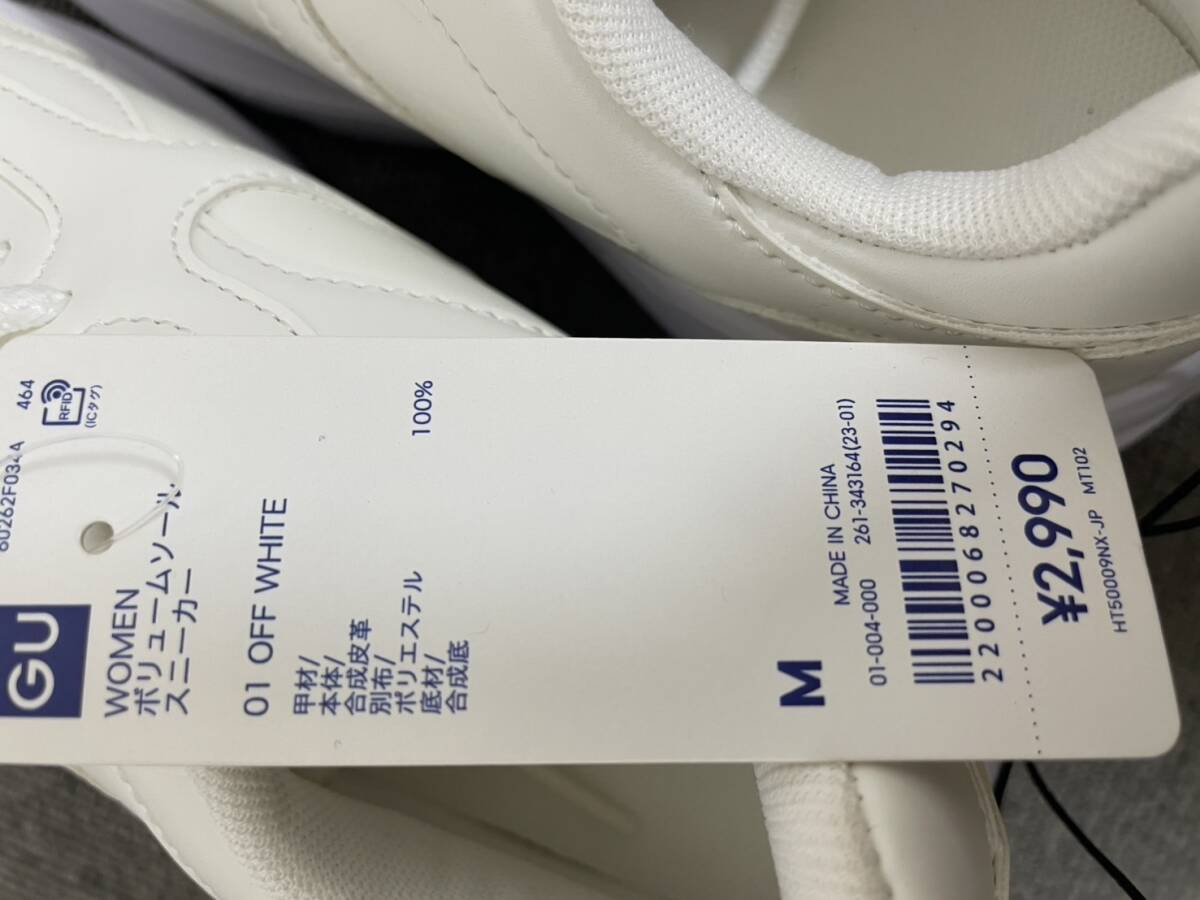 464
RFID
(ICタグ)
GU
WOMEN
ボリュームソール
スニーカー
01 OFF WHITE
甲材/
本体/
合成皮革
別布/
ポリエステル 100%
底材/
合成底
M
MADE IN CHINA
01-004-000 261-343164(23-01)
2200068270294
¥2,990
HT50009NX-JP MT102